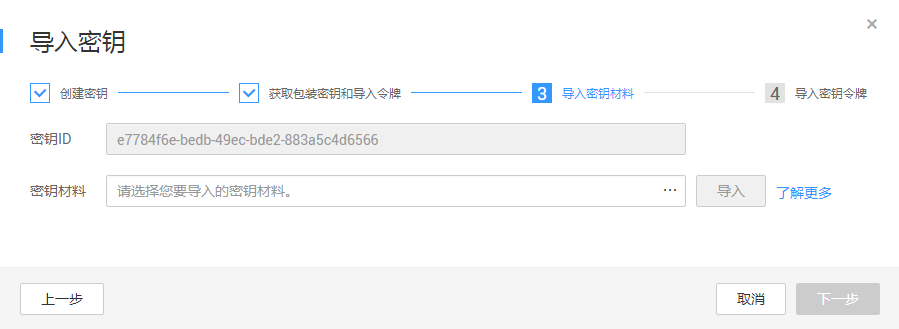 导入密钥
创建密钥 获取包装密钥和导入令牌 3 导入密钥材料 4 导入密钥令牌
密钥ID e7784f6e-bedb-49ec-bde2-883a5c4d6566
密钥材料 请选择您要导入的密钥材料。 ... 导入 了解更多
上一步 取消 下一步